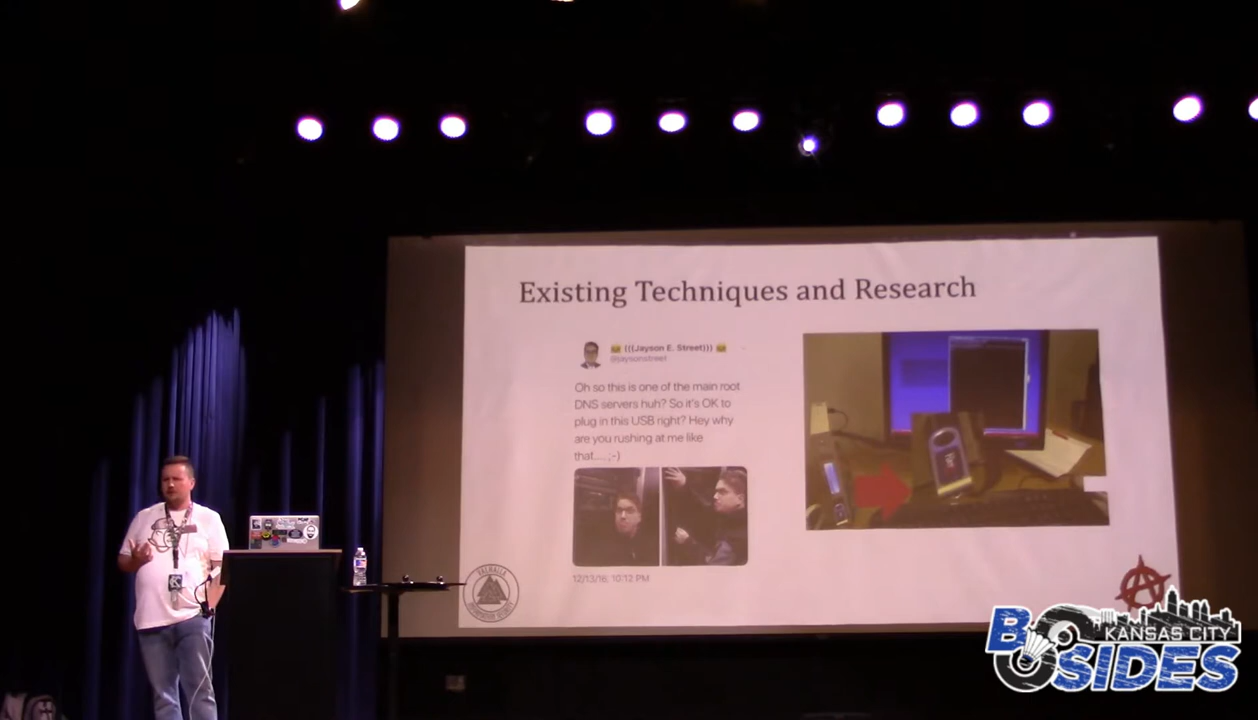 Existing Techniques and Research
(((Jayson E. Street)))
@jaysonstreet
Oh so this is one of the main root
DNS servers huh? So it's OK to
plug in this USB right? Hey why
are you rushing at me like
that.... ;-)
12/13/16, 10:12 PM
VALHALLA
KANSAS CITY
BSIDES